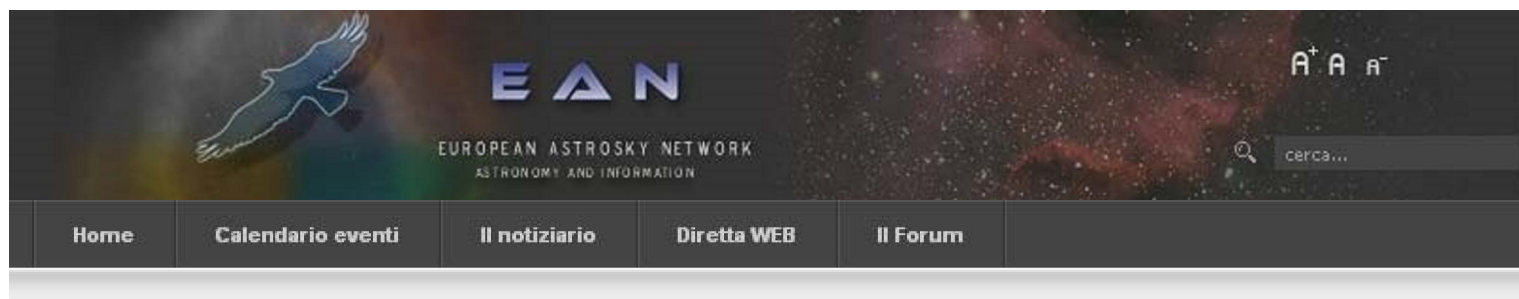 EAN
EUROPEAN ASTROSKY NETWORK
ASTRONOMY AND INFORMATION
A+ A A-
cerca...
Home Calendario eventi Il notiziario Diretta WEB Il Forum